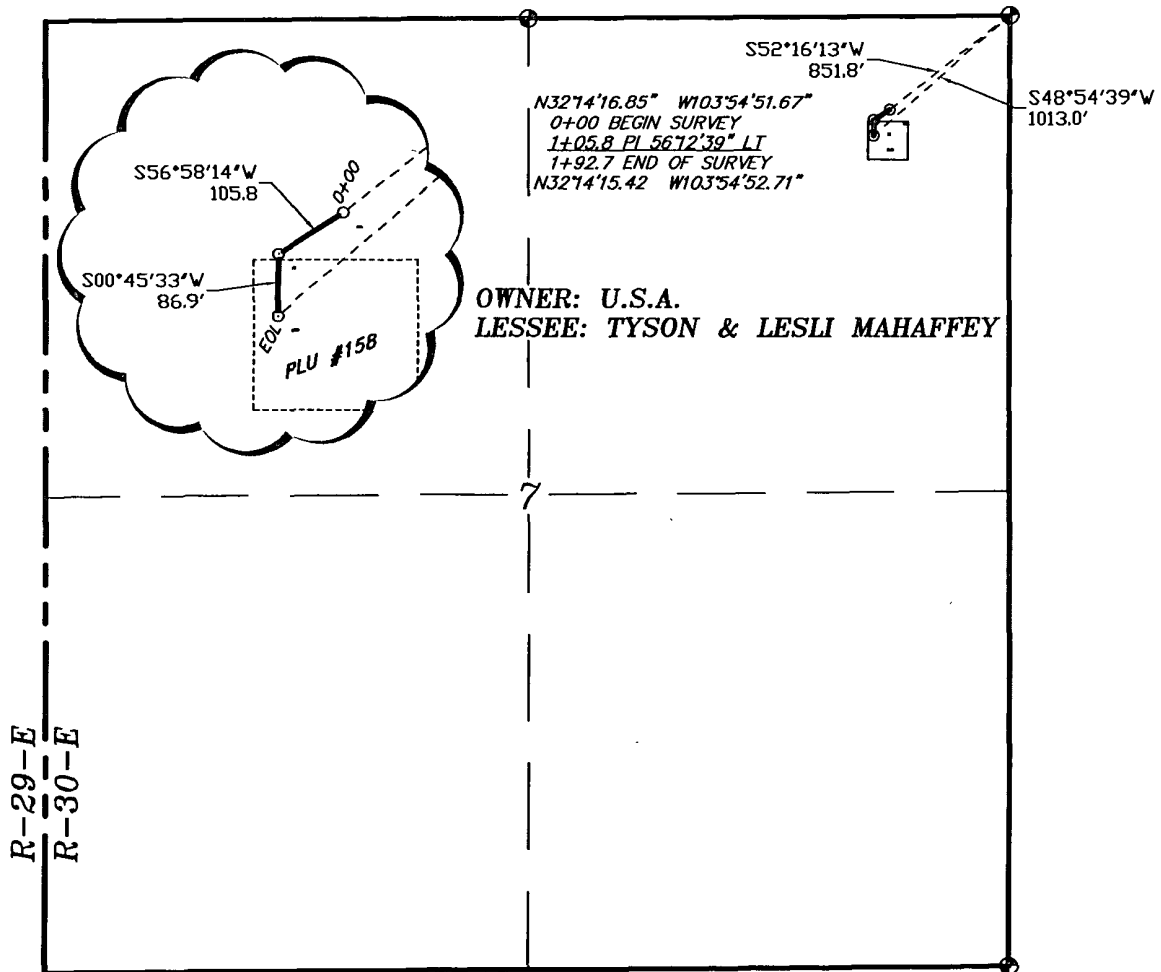 S52°16'13"W
851.8'
S48°54'39"W
1013.0'
N32°14'16.85" W103°54'51.67"
0+00 BEGIN SURVEY
1+05.8 PI 56°12'39" LT
1+92.7 END OF SURVEY
N32°14'15.42 W103°54'52.71"
S56°58'14"W
105.8
0+00
S00°45'33"W
86.9'
EOL
PLU #158
OWNER: U.S.A.
LESSEE: TYSON & LESLI MAHAFFEY
7
R-29-E
R-30-E